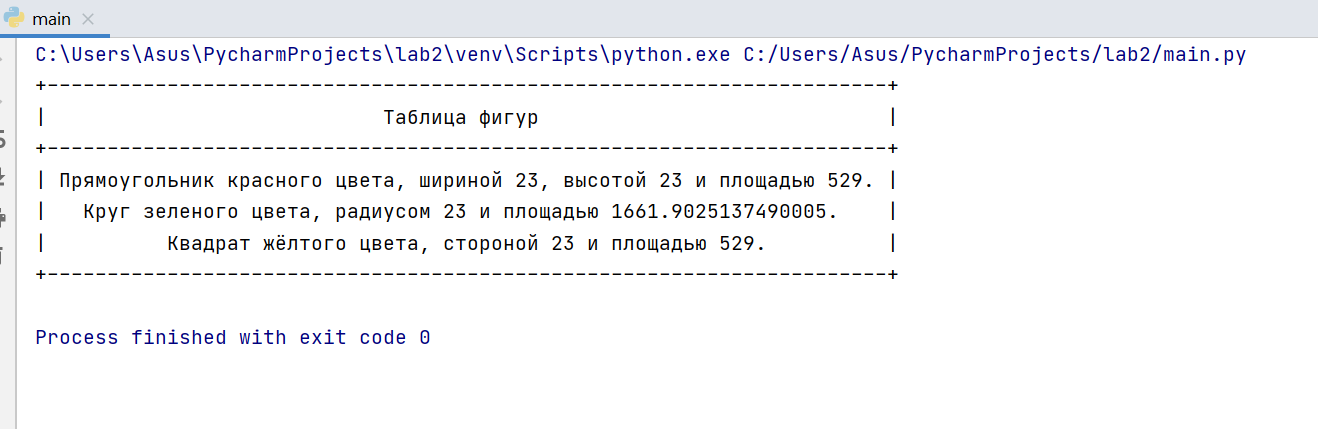 main
C:\Users\Asus\PycharmProjects\lab2\venv\Scripts\python.exe C:/Users/Asus/PycharmProjects/lab2/main.py
+----------------------------------------------------------------------+
|                            Таблица фигур                             |
+----------------------------------------------------------------------+
| Прямоугольник красного цвета, шириной 23, высотой 23 и площадью 529. |
|   Круг зеленого цвета, радиусом 23 и площадью 1661.9025137490005.    |
|          Квадрат жёлтого цвета, стороной 23 и площадью 529.          |
+----------------------------------------------------------------------+
Process finished with exit code 0